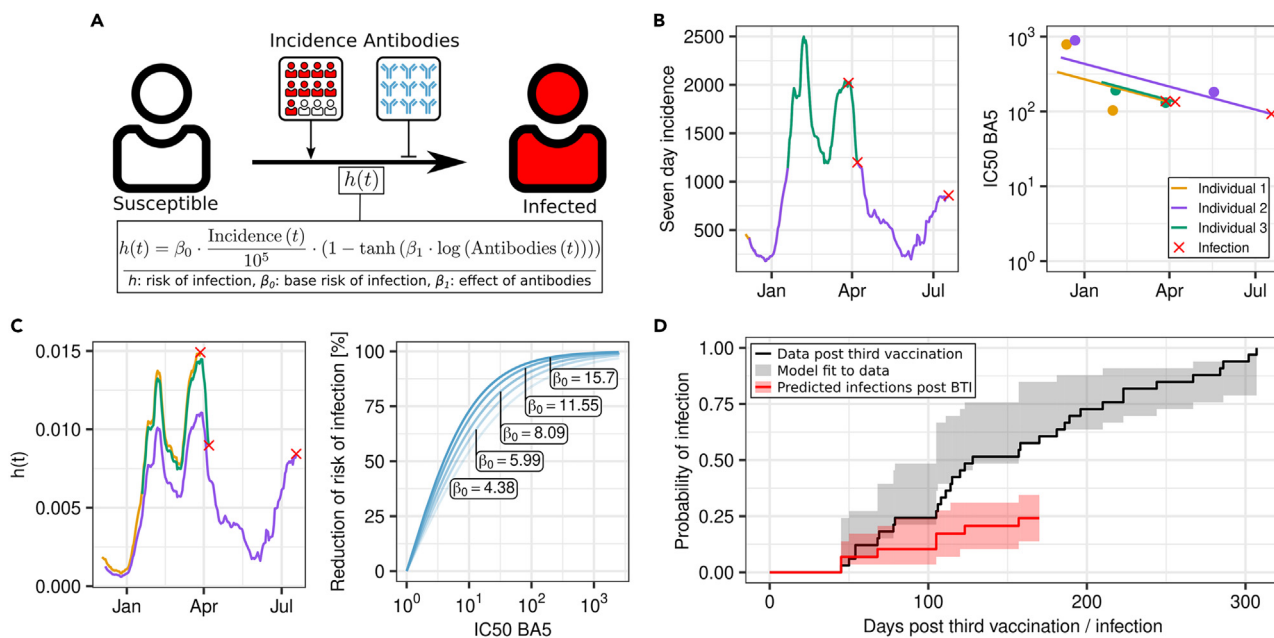 A
Incidence Antibodies
Susceptible
h(t)
Infected
h(t) = β0 · Incidence (t) / 10^5 · (1 − tanh (β1 · log (Antibodies (t))))
h: risk of infection, β0: base risk of infection, β1: effect of antibodies
B
Seven day incidence
2500
2000
1500
1000
500
Jan
Apr
Jul
IC50 BA5
10^3
10^2
10^1
10^0
Individual 1
Individual 2
Individual 3
Infection
Jan
Apr
Jul
C
h(t)
0.015
0.010
0.005
0.000
Jan
Apr
Jul
Reduction of risk of infection [%]
100
75
50
25
0
β0 = 15.7
β0 = 11.55
β0 = 8.09
β0 = 5.99
β0 = 4.38
10^0
10^1
10^2
10^3
IC50 BA5
D
Probability of infection
1.00
0.75
0.50
0.25
0.00
Data post third vaccination
Model fit to data
Predicted infections post BTI
0
100
200
300
Days post third vaccination / infection